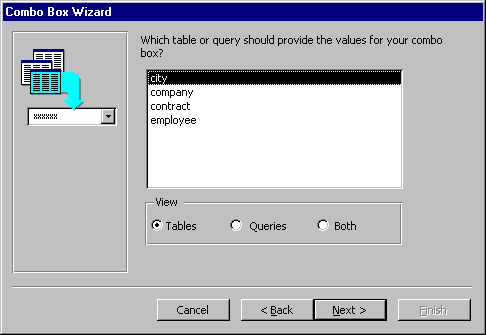 Combo Box Wizard
Which table or query should provide the values for your combo
box?
xxxxxx
city
company
contract
employee
View
Tables Queries Both
Cancel < Back Next > Finish